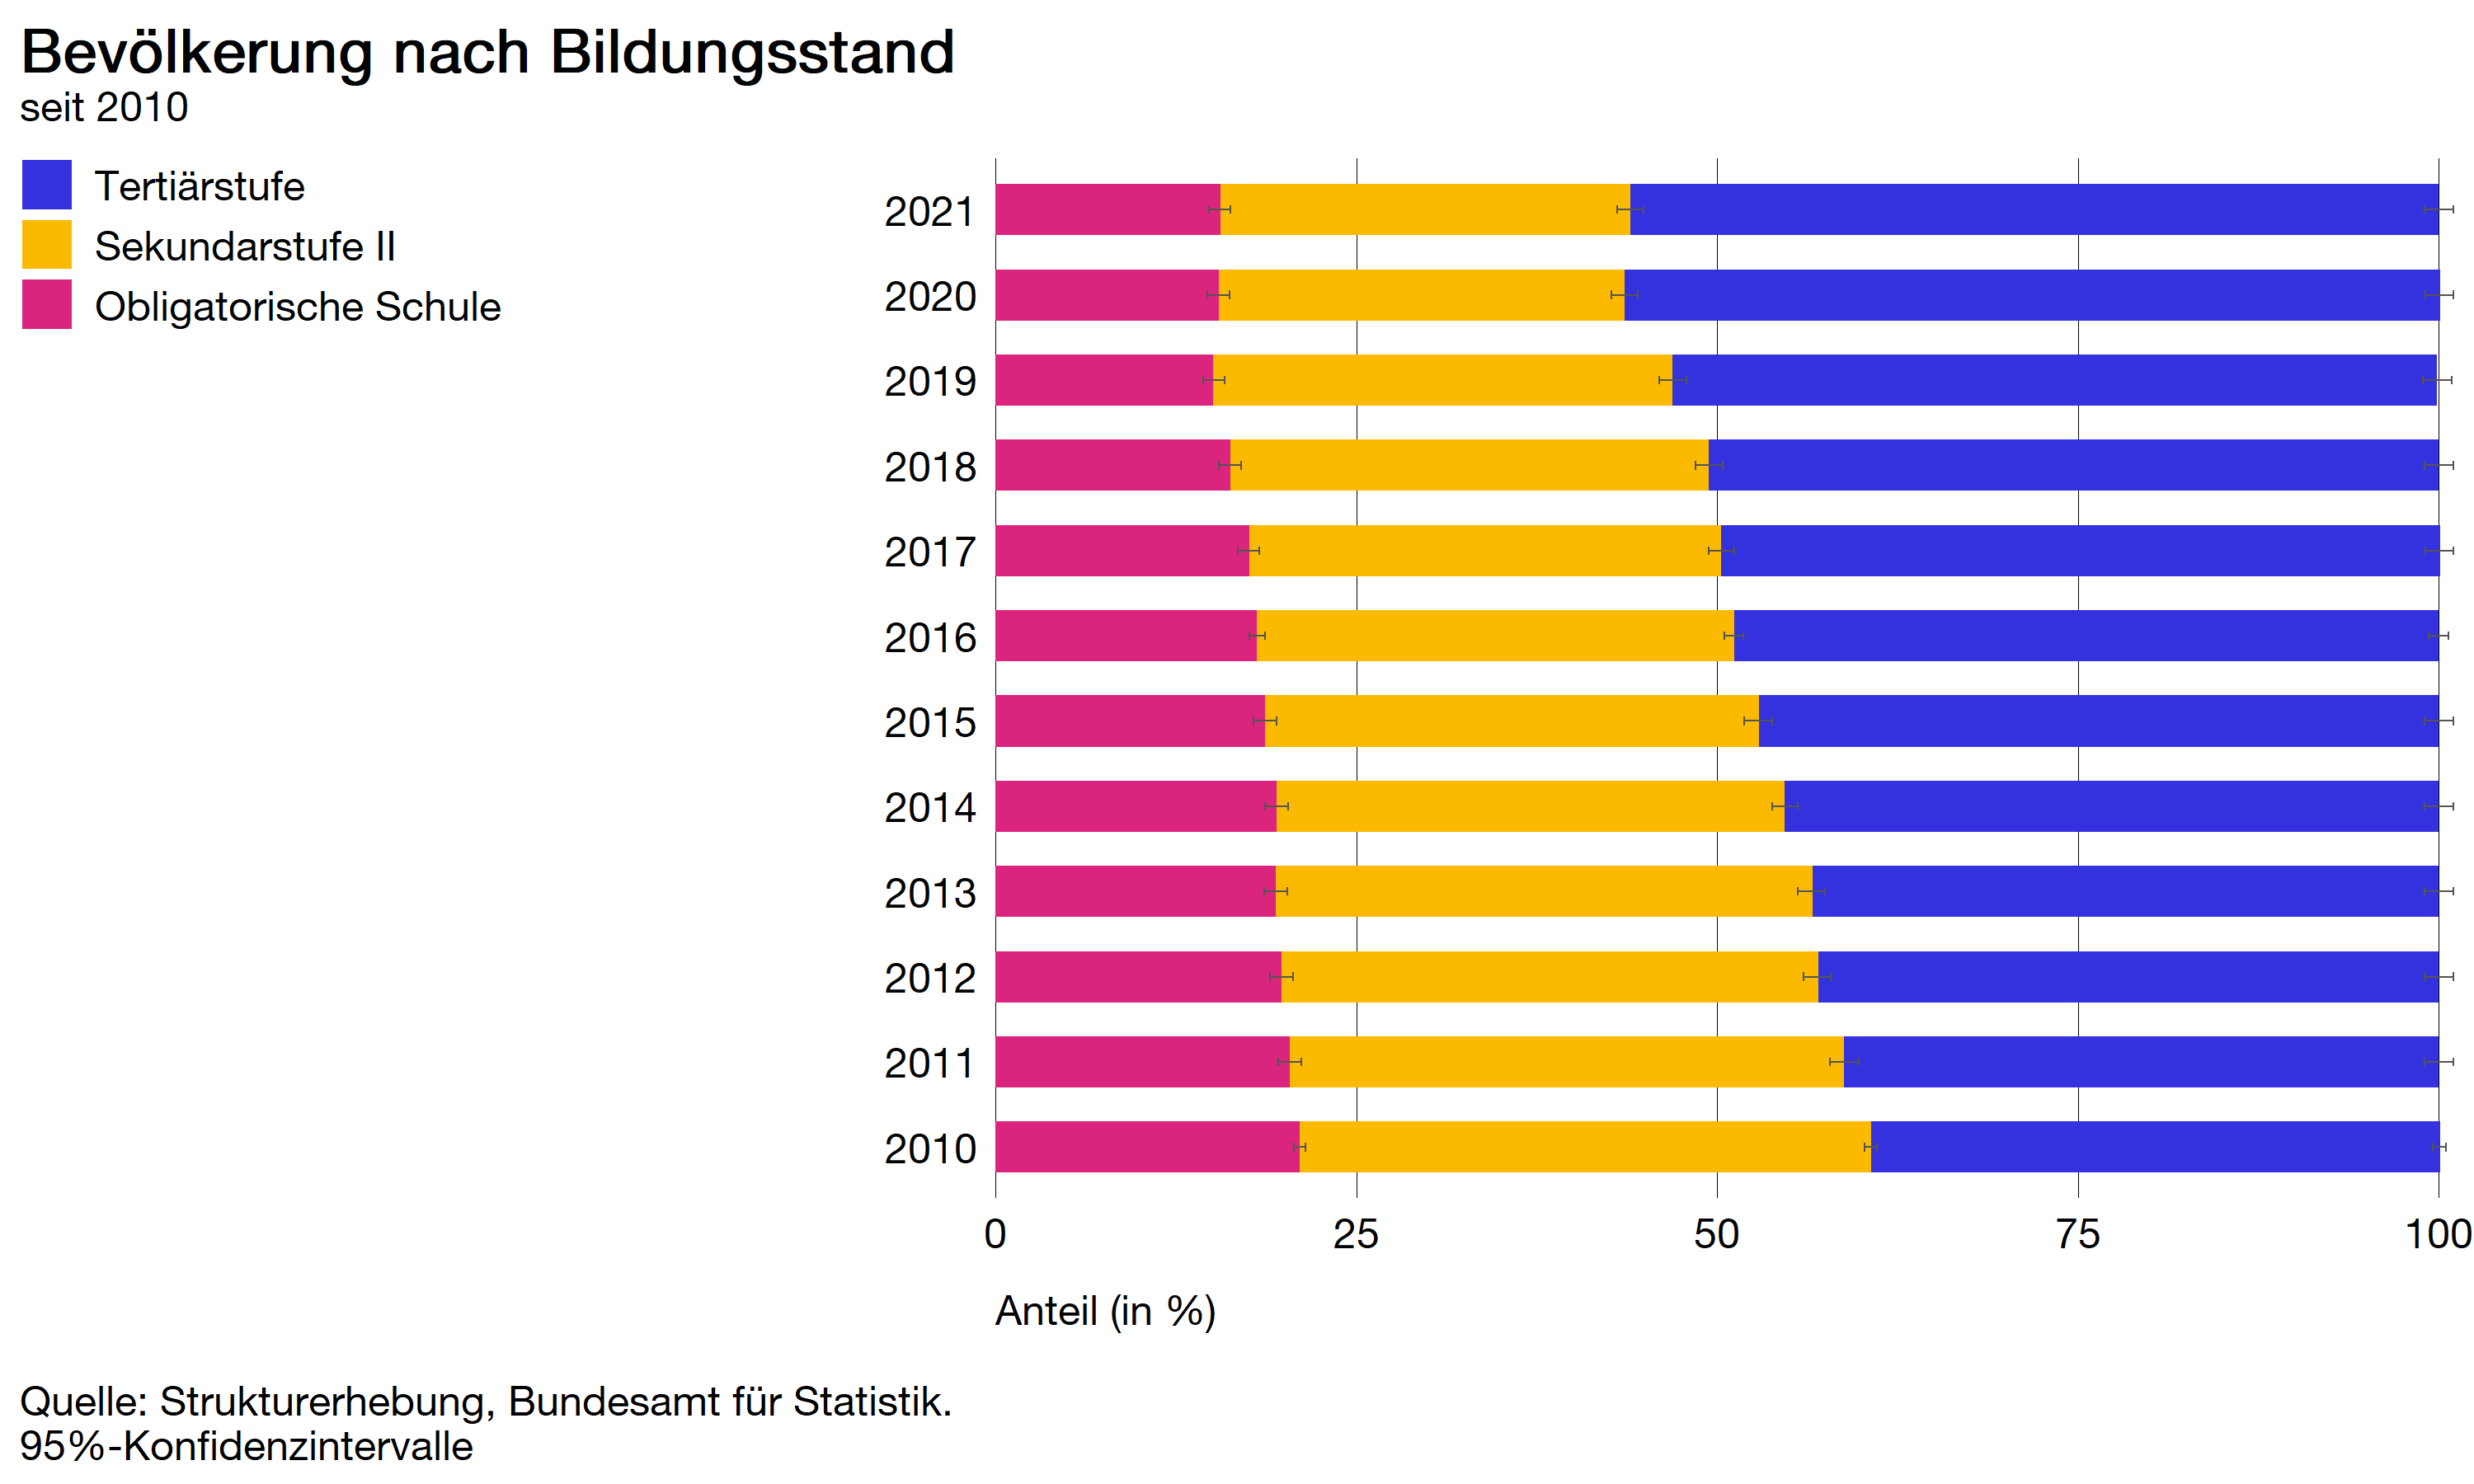 Bevölkerung nach Bildungsstand
seit 2010
Tertiärstufe
Sekundarstufe II
Obligatorische Schule
2021
2020
2019
2018
2017
2016
2015
2014
2013
2012
2011
2010
0 25 50 75 100
Anteil (in %)
Quelle: Strukturerhebung, Bundesamt für Statistik.
95%-Konfidenzintervalle